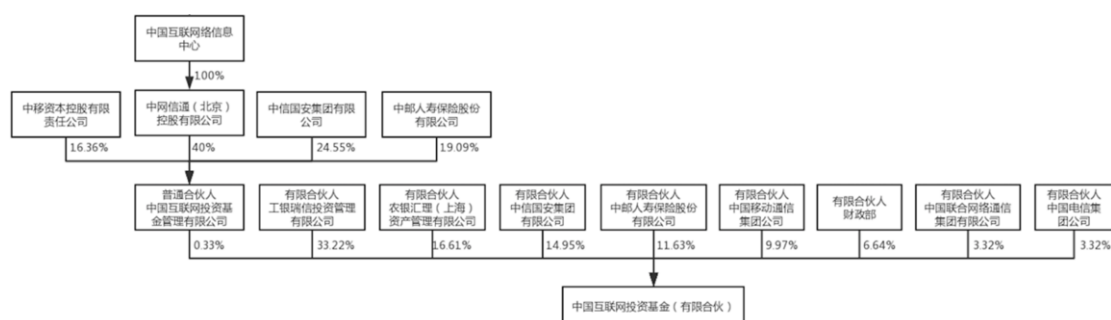 中国互联网络信息
中心
100%
中移资本控股有限
责任公司
中网信通（北京）
控股有限公司
中信国安集团有限
公司
中邮人寿保险股份
有限公司
16.36%
40%
24.55%
19.09%
普通合伙人
中国互联网投资基
金管理有限公司
有限合伙人
工银瑞信投资管理
有限公司
有限合伙人
农银汇理（上海）
资产管理有限公司
有限合伙人
中信国安集团
有限公司
有限合伙人
中邮人寿保险股份
有限公司
有限合伙人
中国移动通信
集团公司
有限合伙人
财政部
有限合伙人
中国联合网络通信
集团有限公司
有限合伙人
中国电信集
团公司
0.33%
33.22%
16.61%
14.95%
11.63%
9.97%
6.64%
3.32%
3.32%
中国互联网投资基金（有限合伙）